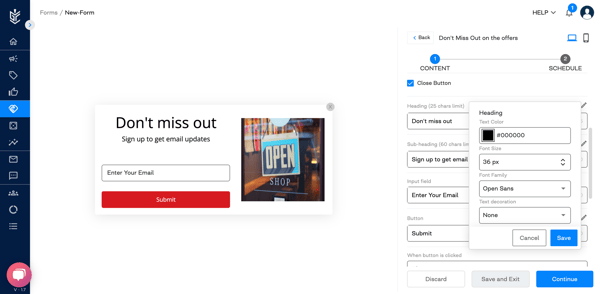 Forms / New-Form
HELP
1
Back
Don't Miss Out on the offers
1
2
CONTENT
SCHEDULE
Close Button
Heading (25 chars limit)
Don't miss out
Sub-heading (60 chars limi
Sign up to get email
Input field
Enter Your Email
Button
Submit
When button is clicked
Heading
Text Color
#000000
Font Size
36 px
Font Family
Open Sans
Text decoration
None
Cancel
Save
Discard
Save and Exit
Continue
Don't miss out
Sign up to get email updates
Enter Your Email
Submit
OPEN
SHOP
V - 1.7